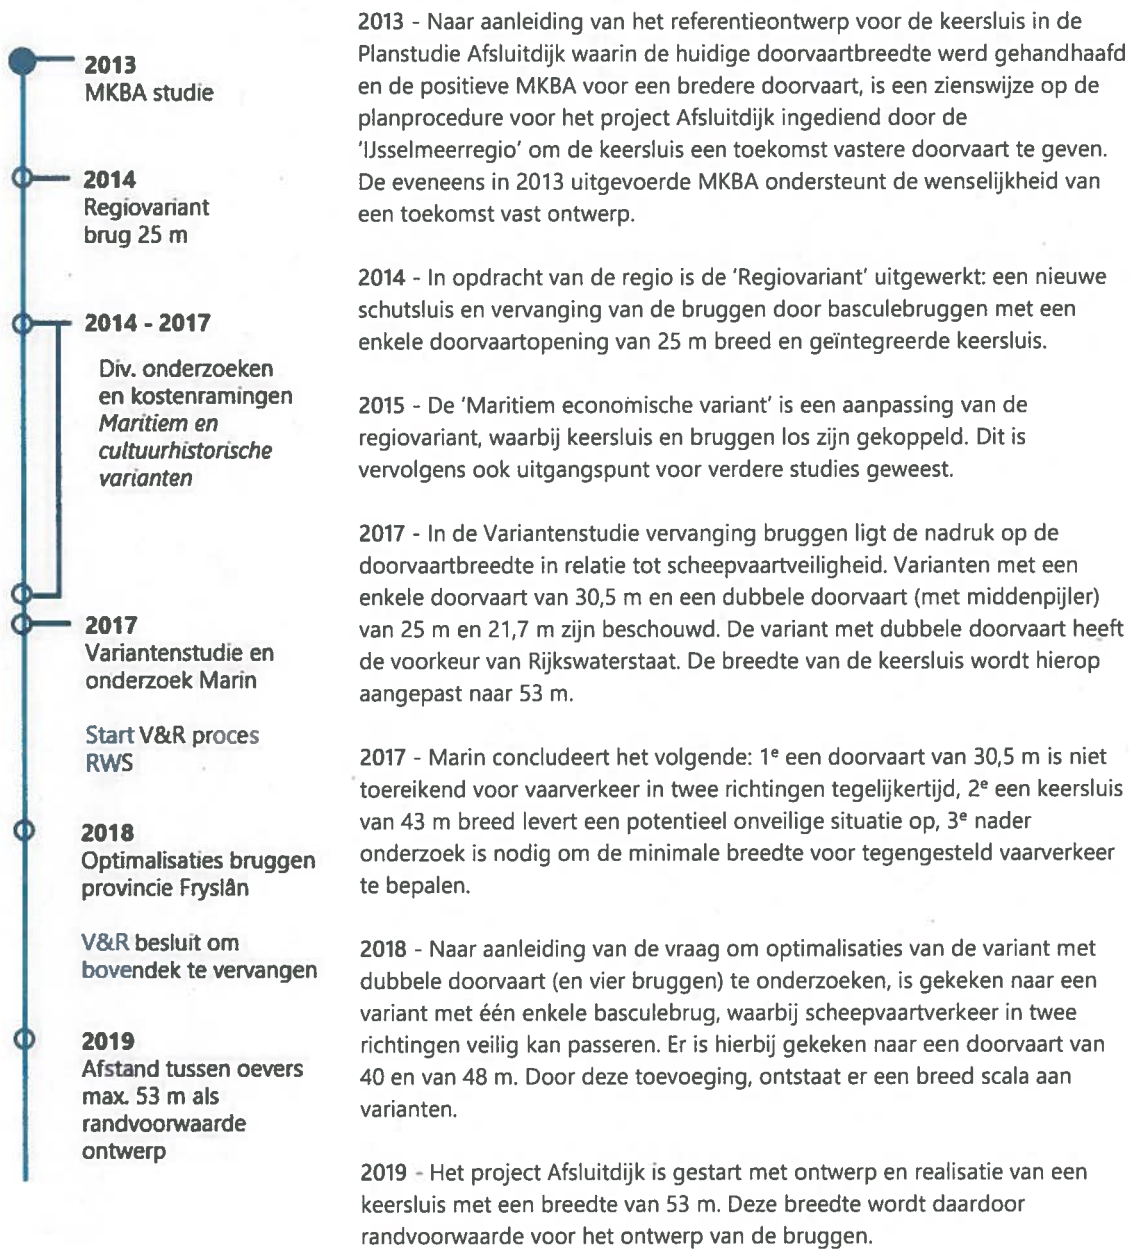 2013
MKBA studie
2014
Regiovariant
brug 25 m
2014 - 2017
Div. onderzoeken
en kostenramingen
Maritiem en
cultuurhistorische
varianten
2017
Variantenstudie en
onderzoek Marin
Start V&R proces
RWS
2018
Optimalisaties bruggen
provincie Fryslân
V&R besluit om
bovendek te vervangen
2019
Afstand tussen oevers
max. 53 m als
randvoorwaarde
ontwerp
2013 - Naar aanleiding van het referentieontwerp voor de keersluis in de
Planstudie Afsluitdijk waarin de huidige doorvaartbreedte werd gehandhaafd
en de positieve MKBA voor een bredere doorvaart, is een zienswijze op de
planprocedure voor het project Afsluitdijk ingediend door de
'IJsselmeerregio' om de keersluis een toekomst vastere doorvaart te geven.
De eveneens in 2013 uitgevoerde MKBA ondersteunt de wenselijkheid van
een toekomst vast ontwerp.
2014 - In opdracht van de regio is de 'Regiovariant' uitgewerkt: een nieuwe
schutsluis en vervanging van de bruggen door basculebruggen met een
enkele doorvaartopening van 25 m breed en geïntegreerde keersluis.
2015 - De 'Maritiem economische variant' is een aanpassing van de
regiovariant, waarbij keersluis en bruggen los zijn gekoppeld. Dit is
vervolgens ook uitgangspunt voor verdere studies geweest.
2017 - In de Variantenstudie vervanging bruggen ligt de nadruk op de
doorvaartbreedte in relatie tot scheepvaartveiligheid. Varianten met een
enkele doorvaart van 30,5 m en een dubbele doorvaart (met middenpijler)
van 25 m en 21,7 m zijn beschouwd. De variant met dubbele doorvaart heeft
de voorkeur van Rijkswaterstaat. De breedte van de keersluis wordt hierop
aangepast naar 53 m.
2017 - Marin concludeert het volgende: 1e een doorvaart van 30,5 m is niet
toereikend voor vaarverkeer in twee richtingen tegelijkertijd, 2e een keersluis
van 43 m breed levert een potentieel onveilige situatie op, 3e nader
onderzoek is nodig om de minimale breedte voor tegengesteld vaarverkeer
te bepalen.
2018 - Naar aanleiding van de vraag om optimalisaties van de variant met
dubbele doorvaart (en vier bruggen) te onderzoeken, is gekeken naar een
variant met één enkele basculebrug, waarbij scheepvaartverkeer in twee
richtingen veilig kan passeren. Er is hierbij gekeken naar een doorvaart van
40 en van 48 m. Door deze toevoeging, ontstaat er een breed scala aan
varianten.
2019 - Het project Afsluitdijk is gestart met ontwerp en realisatie van een
keersluis met een breedte van 53 m. Deze breedte wordt daardoor
randvoorwaarde voor het ontwerp van de bruggen.